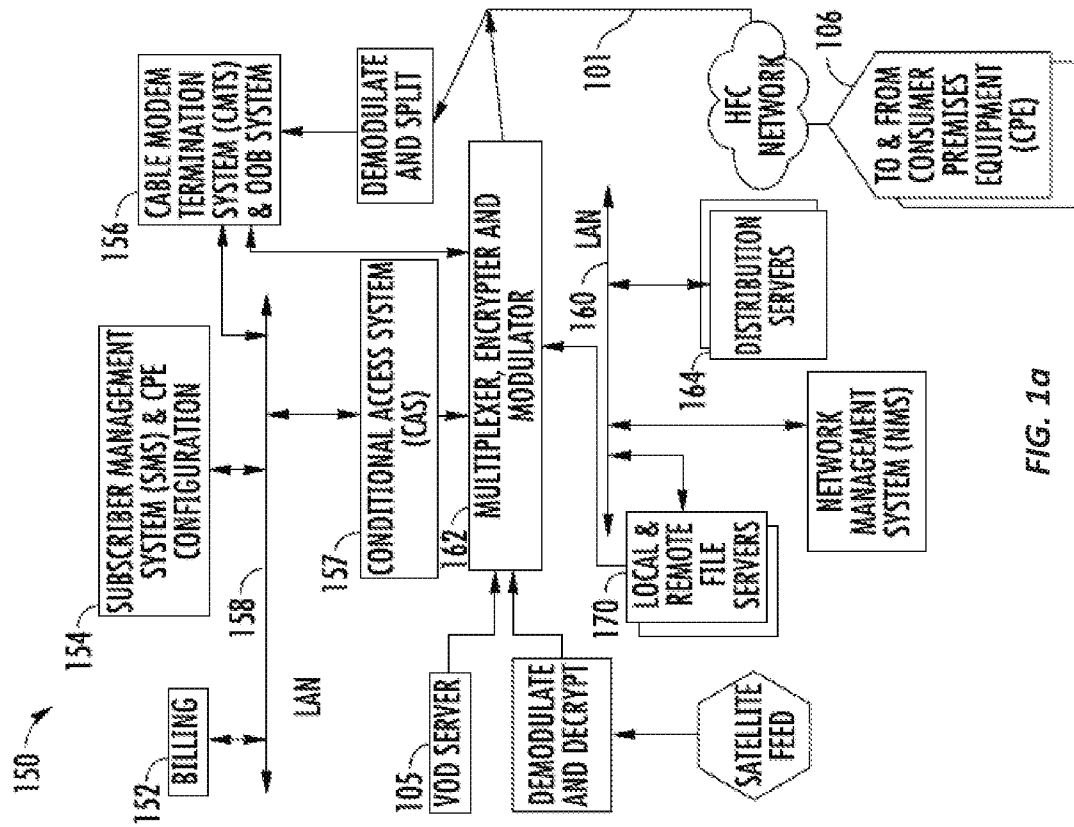 150
152
BILLING
154
SUBSCRIBER MANAGEMENT
SYSTEM (SMS) & CPE
CONFIGURATION
156
CABLE MODEM
TERMINATION
SYSTEM (CMTS)
& OOB SYSTEM
158
LAN
157
CONDITIONAL ACCESS SYSTEM
(CAS)
DEMODULATE
AND SPLIT
105
VOD SERVER
162
MULTIPLEXER, ENCRYPTER AND
MODULATOR
DEMODULATE
AND DECRYPT
101
160
LAN
SATELLITE
FEED
170
LOCAL &
REMOTE
FILE
SERVERS
164
DISTRIBUTION
SERVERS
HFC
NETWORK
NETWORK
MANAGEMENT
SYSTEM (NMS)
106
TO & FROM
CONSUMER
PREMISES
EQUIPMENT
(CPE)
FIG. 1a